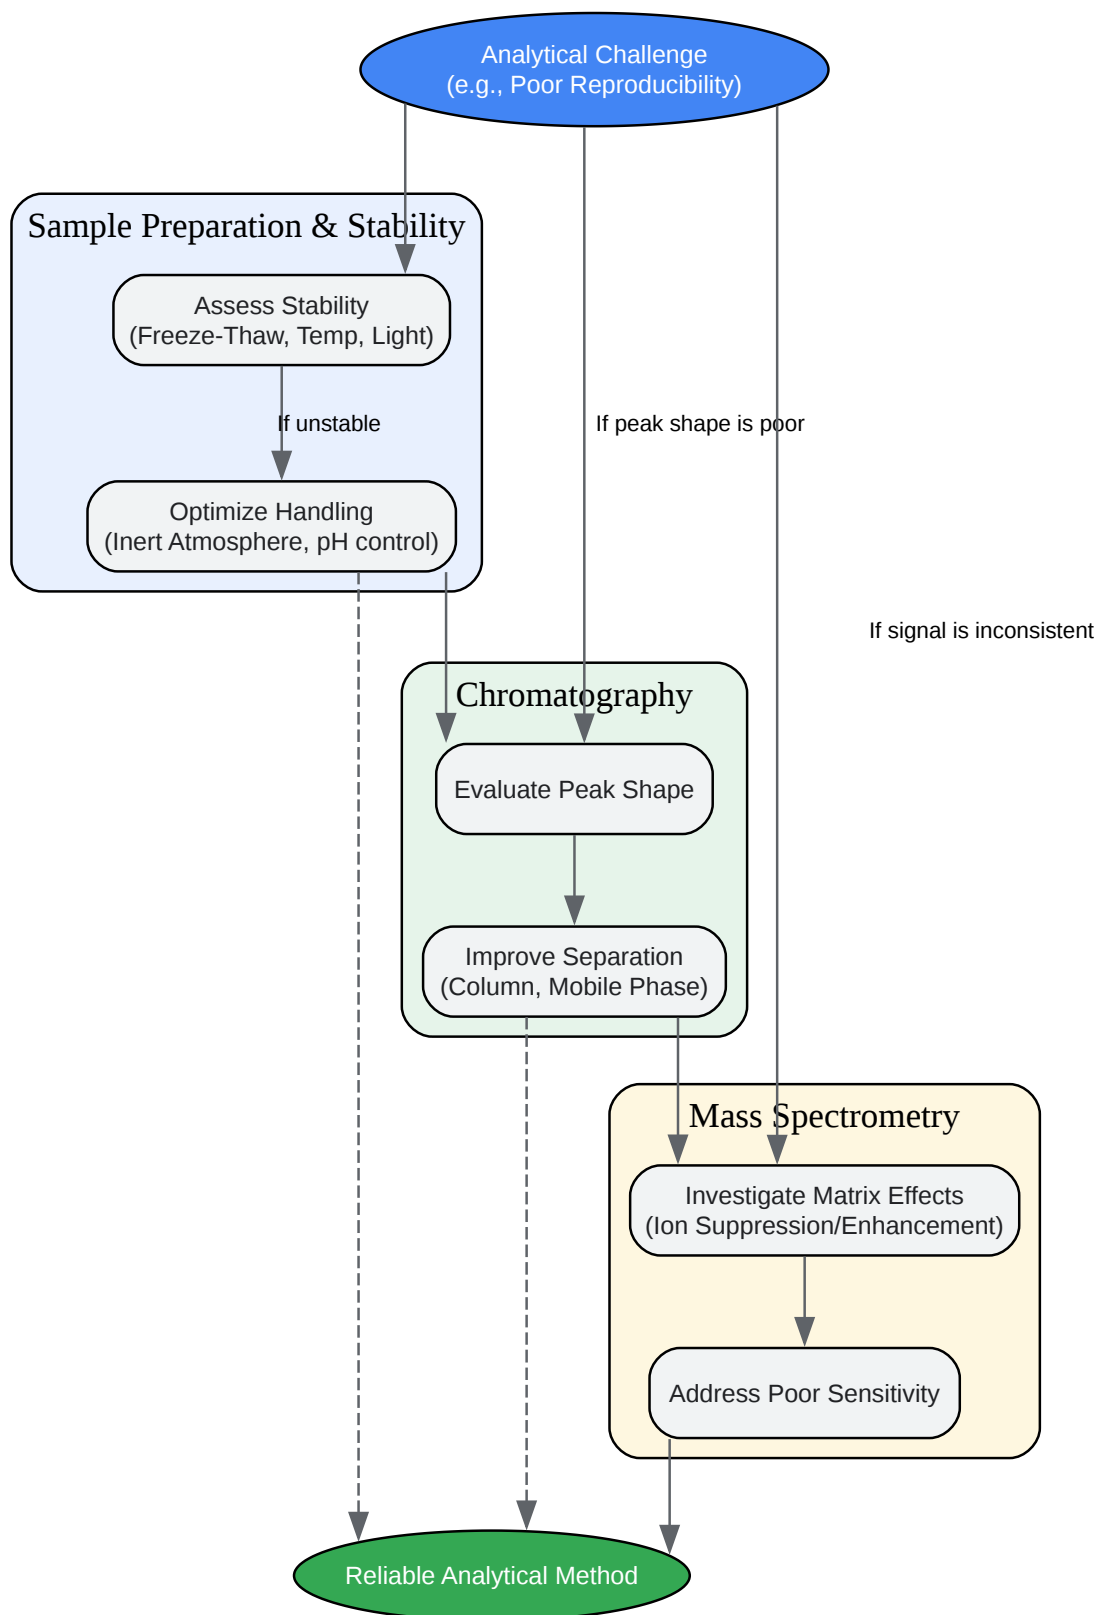 Analytical Challenge
(e.g., Poor Reproducibility)
Sample Preparation & Stability
Assess Stability
(Freeze-Thaw, Temp, Light)
If unstable
If peak shape is poor
Optimize Handling
(Inert Atmosphere, pH control)
If signal is inconsistent
Chromatography
Evaluate Peak Shape
Improve Separation
(Column, Mobile Phase)
Mass Spectrometry
Investigate Matrix Effects
(Ion Suppression/Enhancement)
Address Poor Sensitivity
Reliable Analytical Method